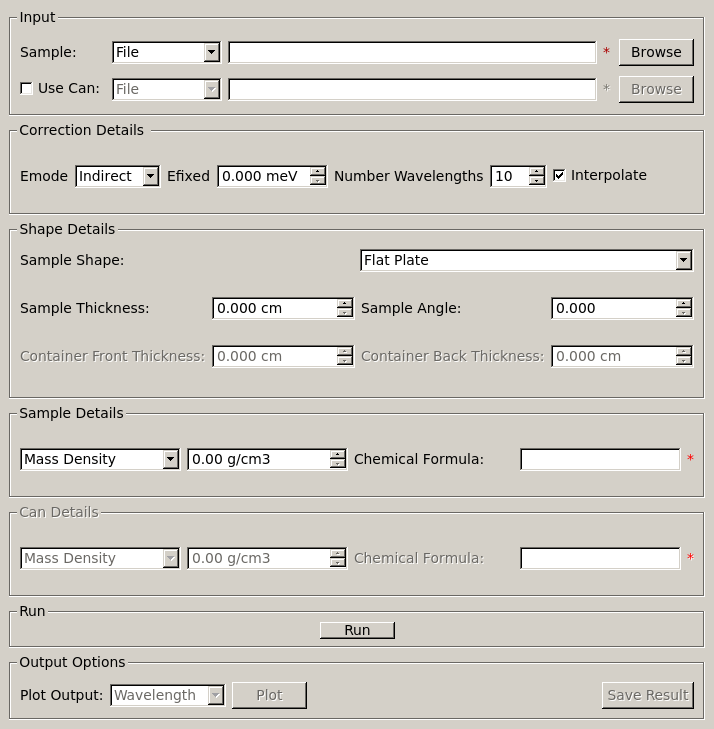 Input
Sample: File * Browse
Use Can: File * Browse
Correction Details
Emode Indirect Efixed 0.000 meV Number Wavelengths 10 Interpolate
Shape Details
Sample Shape: Flat Plate
Sample Thickness: 0.000 cm Sample Angle: 0.000
Container Front Thickness: 0.000 cm Container Back Thickness: 0.000 cm
Sample Details
Mass Density 0.00 g/cm3 Chemical Formula: *
Can Details
Mass Density 0.00 g/cm3 Chemical Formula: *
Run
Run
Output Options
Plot Output: Wavelength Plot Save Result